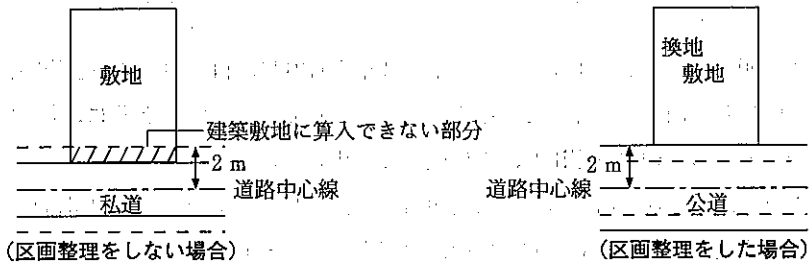 敷地
建築敷地に算入できない部分
2 m
道路中心線
私道
(区画整理をしない場合)
換地
敷地
2 m
道路中心線
公道
(区画整理をした場合)